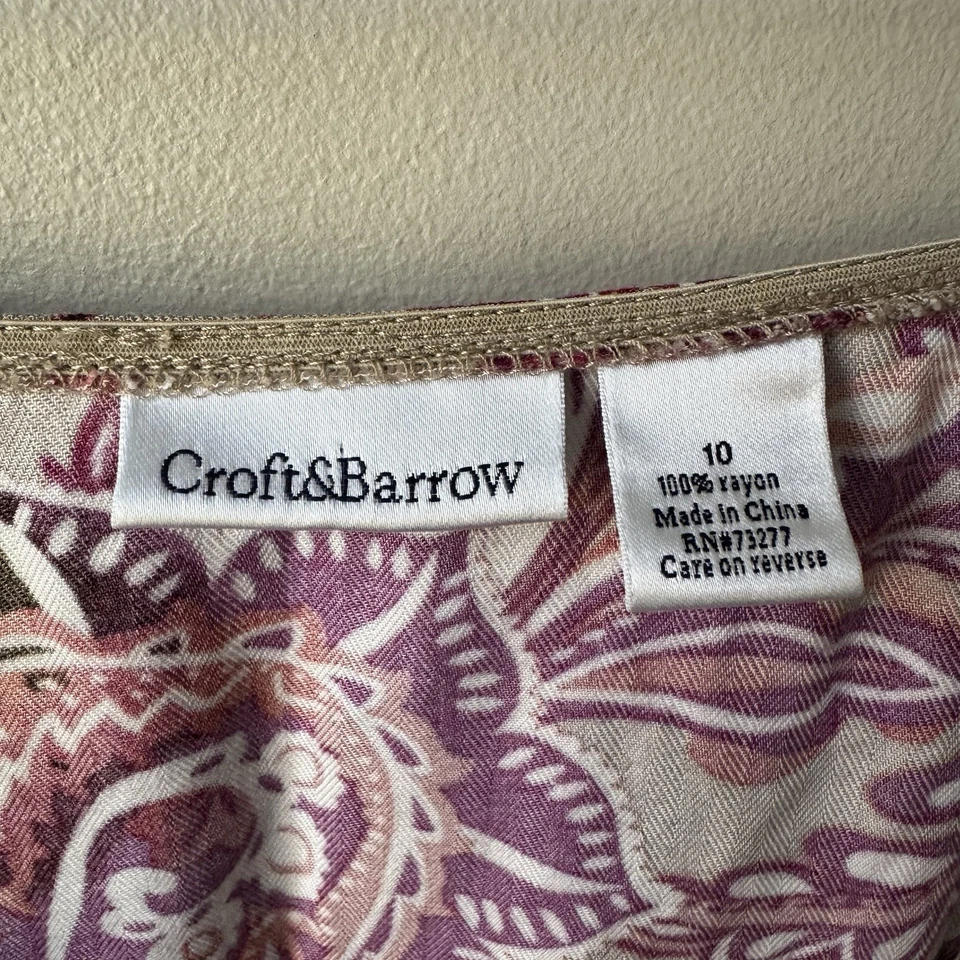 Croft&Barrow
10
100% rayon
Made in China
RN#73277
Care on reverse